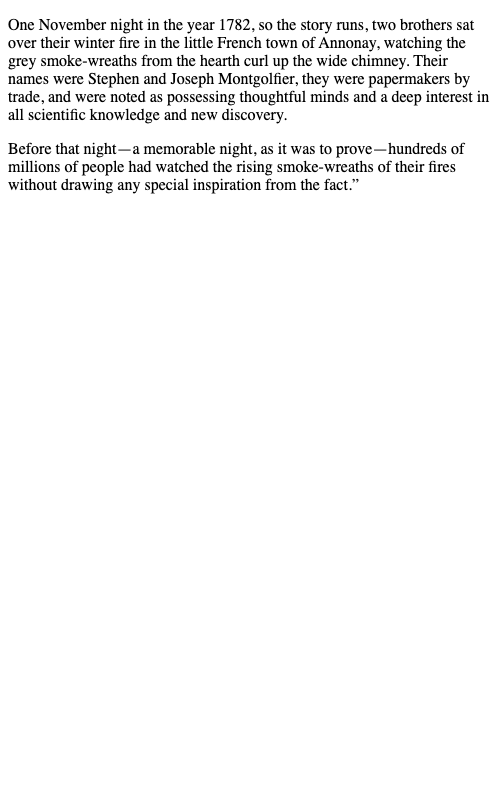 One November night in the year 1782, so the story runs, two brothers sat
over their winter fire in the little French town of Annonay, watching the
grey smoke-wreaths from the hearth curl up the wide chimney. Their
names were Stephen and Joseph Montgolfier, they were papermakers by
trade, and were noted as possessing thoughtful minds and a deep interest in
all scientific knowledge and new discovery.
Before that night—a memorable night, as it was to prove—hundreds of
millions of people had watched the rising smoke-wreaths of their fires
without drawing any special inspiration from the fact.”